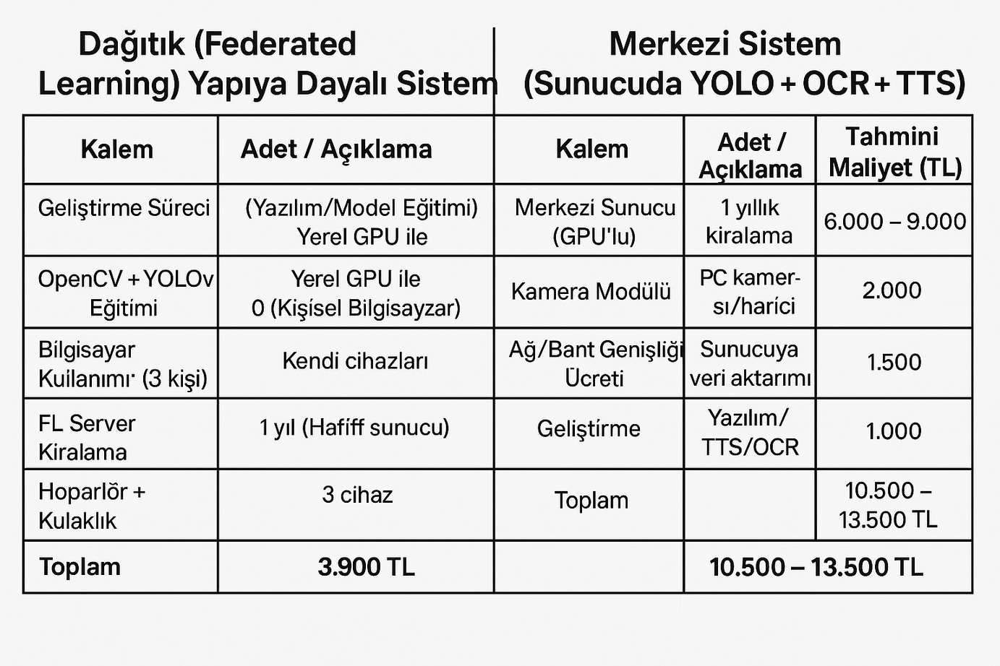 Dağıtık (Federated
Learning) Yapıya Dayalı Sistem
Merkezi Sistem
(Sunucuda YOLO + OCR + TTS)
Kalem
Adet / Açıklama
Kalem
Adet /
Açıklama
Tahmini
Maliyet (TL)
Geliştirme Süreci
(Yazılım/Model Eğitimi)
Yerel GPU ile
Merkezi Sunucu
(GPU'lu)
1 yıllık
kiralama
6.000 – 9.000
OpenCV + YOLOv
Eğitimi
Yerel GPU ile
0 (Kişisel Bilgisayzar)
Kamera Modülü
PC kamer-
sı/harici
2.000
Bilgisayar
Kuilanımı· (3 kişi)
Kendi cihazları
Ağ/Bant Genişliği
Ücreti
Sunucuya
veri aktarımı
1.500
FL Server
Kiralama
1 yıl (Hafiff sunucu)
Geliştirme
Yazılım/
TTS/OCR
1.000
Hoparlör +
Kulaklık
3 cihaz
Toplam
10.500 –
13.500 TL
Toplam
3.900 TL
10.500 – 13.500 TL